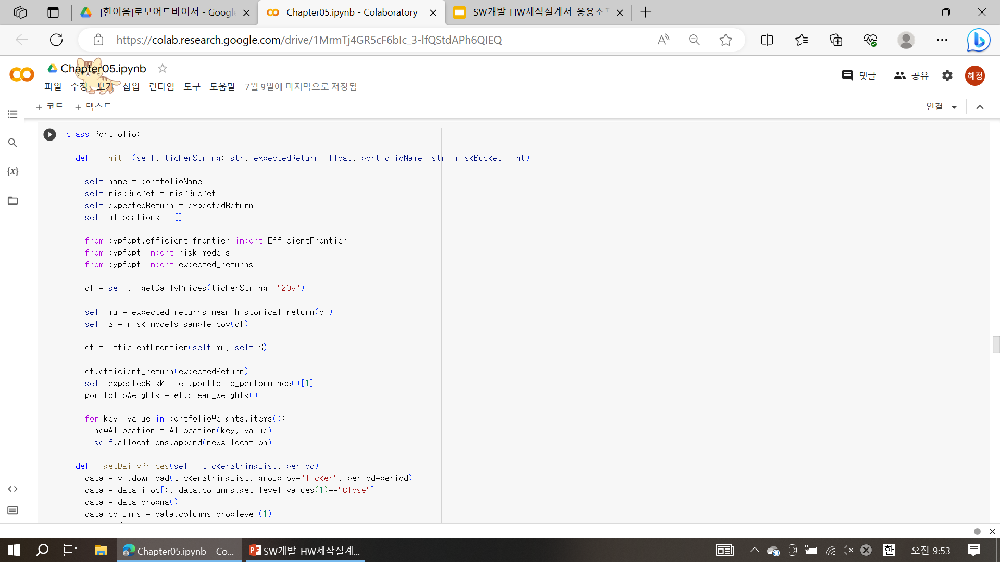 [한이음]로보어드바이저 - Google
Chapter05.ipynb - Colaboratory
SW개발_HW제작설계서_응용소프
https://colab.research.google.com/drive/1MrmTj4GR5cF6bIc_3-lfQStdAPh6QIEQ
Chapter05.ipynb
댓글
공유
혜정
파일 수정 보기 삽입 런타임 도구 도움말 7월 9일에 마지막으로 저장됨
+ 코드 + 텍스트
연결
class Portfolio:
def __init__(self, tickerString: str, expectedReturn: float, portfolioName: str, riskBucket: int):
self.name = portfolioName
self.riskBucket = riskBucket
self.expectedReturn = expectedReturn
self.allocations = []
from pypfopt.efficient_frontier import EfficientFrontier
from pypfopt import risk_models
from pypfopt import expected_returns
df = self.__getDailyPrices(tickerString, "20y")
self.mu = expected_returns.mean_historical_return(df)
self.S = risk_models.sample_cov(df)
ef = EfficientFrontier(self.mu, self.S)
ef.efficient_return(expectedReturn)
self.expectedRisk = ef.portfolio_performance()[1]
portfolioWeights = ef.clean_weights()
for key, value in portfolioWeights.items():
newAllocation = Allocation(key, value)
self.allocations.append(newAllocation)
def __getDailyPrices(self, tickerStringList, period):
data = yf.download(tickerStringList, group_by="Ticker", period=period)
data = data.iloc[:, data.columns.get_level_values(1)=="Close"]
data = data.dropna()
data.columns = data.columns.droplevel(1)
Chapter05.ipynb - Co...
SW개발_HW제작설계...
한
오전 9:53